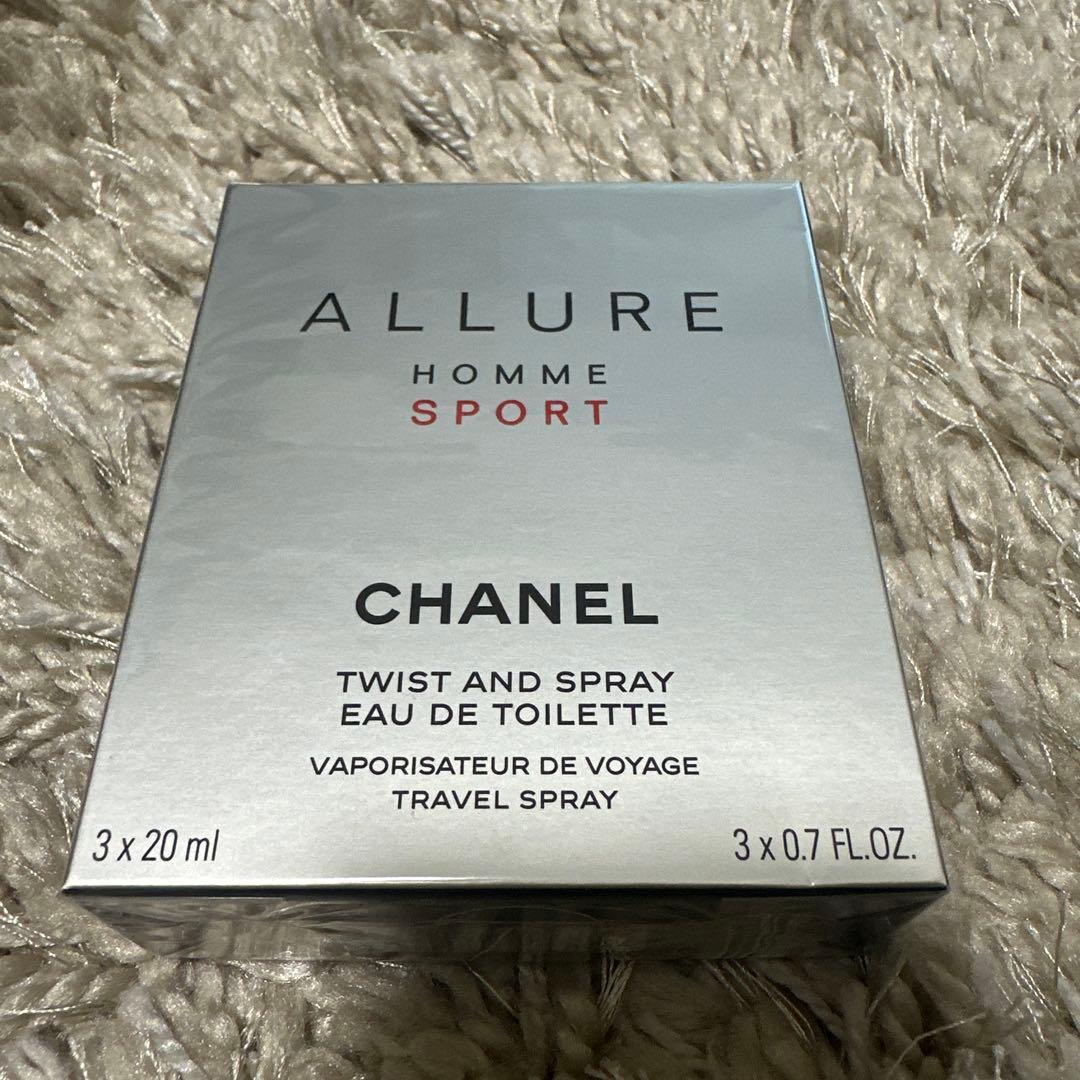 ALLURE
HOMME
SPORT
CHANEL
TWIST AND SPRAY
EAU DE TOILETTE
VAPORISATEUR DE VOYAGE
TRAVEL SPRAY
3 x 20 ml
3 x 0.7 FL.OZ.